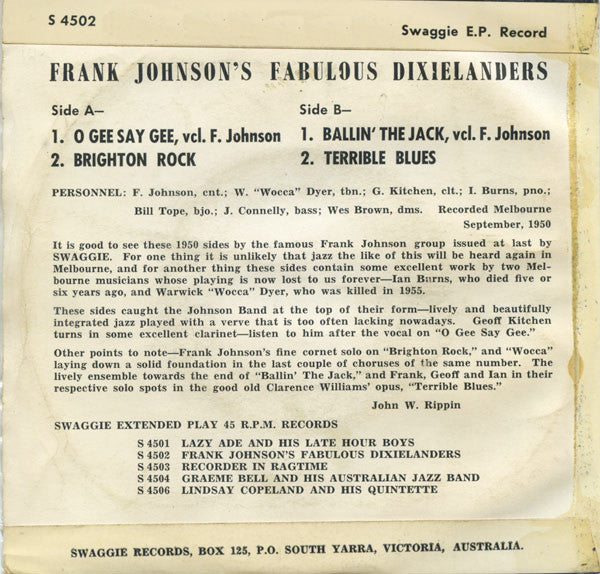 S 4502
Swaggie E.P. Record
FRANK JOHNSON'S FABULOUS DIXIELANDERS
Side A—
1. O GEE SAY GEE, vcl. F. Johnson
2. BRIGHTON ROCK
Side B—
1. BALLIN' THE JACK, vcl. F. Johnson
2. TERRIBLE BLUES
PERSONNEL: F. Johnson, cnt.; W. "Wocca" Dyer, tbn.; G. Kitchen, clt.; I. Burns, pno.;
Bill Tope, bjo.; J. Connelly, bass; Wes Brown, dms. Recorded Melbourne
September, 1950
It is good to see these 1950 sides by the famous Frank Johnson group issued at last by
SWAGGIE. For one thing it is unlikely that jazz the like of this will be heard again in
Melbourne, and for another thing these sides contain some excellent work by two Mel-
bourne musicians whose playing is now lost to us forever—Ian Burns, who died five or
six years ago, and Warwick "Wocca" Dyer, who was killed in 1955.
These sides caught the Johnson Band at the top of their form—lively and beautifully
integrated jazz played with a verve that is too often lacking nowadays. Geoff Kitchen
turns in some excellent clarinet—listen to him after the vocal on "O Gee Say Gee."
Other points to note—Frank Johnson's fine cornet solo on "Brighton Rock," and "Wocca"
laying down a solid foundation in the last couple of choruses of the same number. The
lively ensemble towards the end of "Ballin' The Jack," and Frank, Geoff and Ian in their
respective solo spots in the good old Clarence Williams' opus, "Terrible Blues."
John W. Rippin
SWAGGIE EXTENDED PLAY 45 R.P.M. RECORDS
S 4501 LAZY ADE AND HIS LATE HOUR BOYS
S 4502 FRANK JOHNSON'S FABULOUS DIXIELANDERS
S 4503 RECORDER IN RAGTIME
S 4504 GRAEME BELL AND HIS AUSTRALIAN JAZZ BAND
S 4506 LINDSAY COPELAND AND HIS QUINTETTE
SWAGGIE RECORDS, BOX 125, P.O. SOUTH YARRA, VICTORIA, AUSTRALIA.